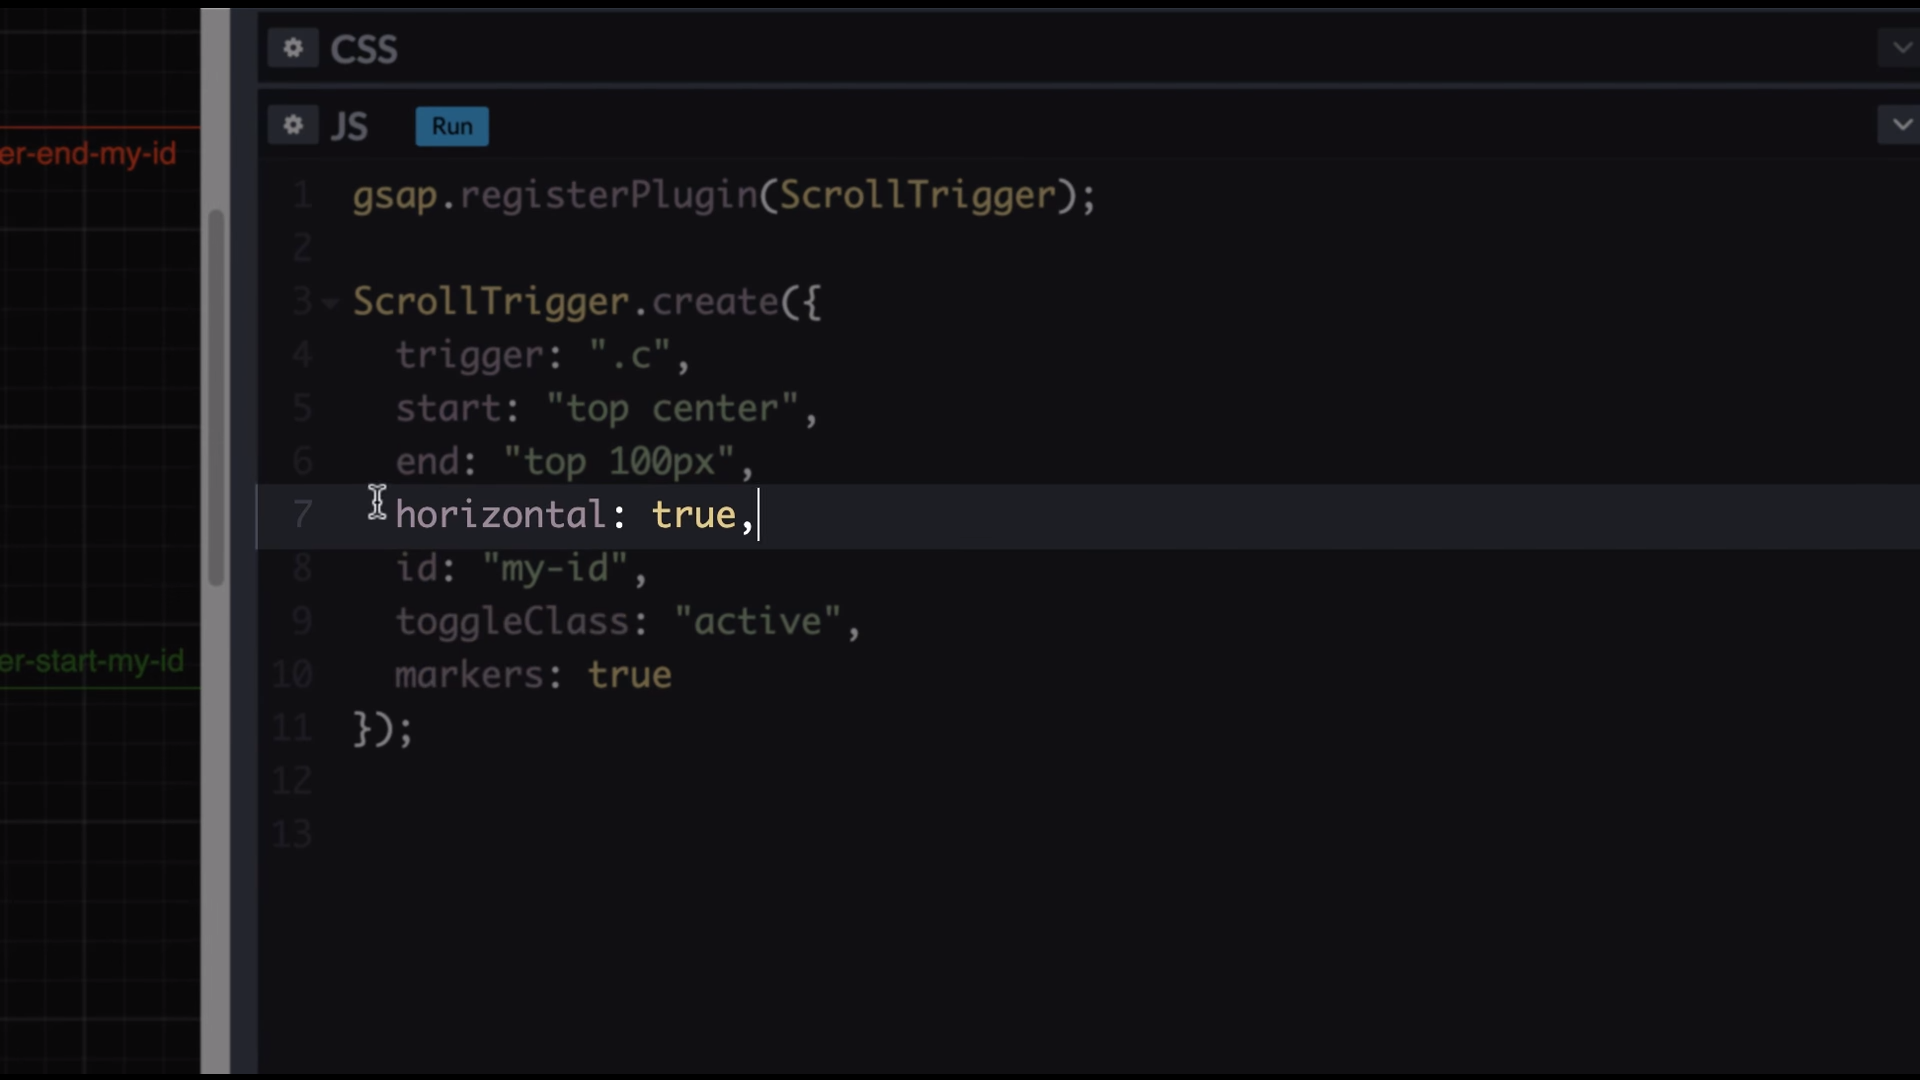 CSS
JS
Run
er-end-my-id
1 gsap.registerPlugin(ScrollTrigger);
2
3 ScrollTrigger.create({
4 trigger: ".c",
5 start: "top center",
6 end: "top 100px",
7 horizontal: true,
8 id: "my-id",
9 toggleClass: "active",
er-start-my-id
10 markers: true
11 });
12
13